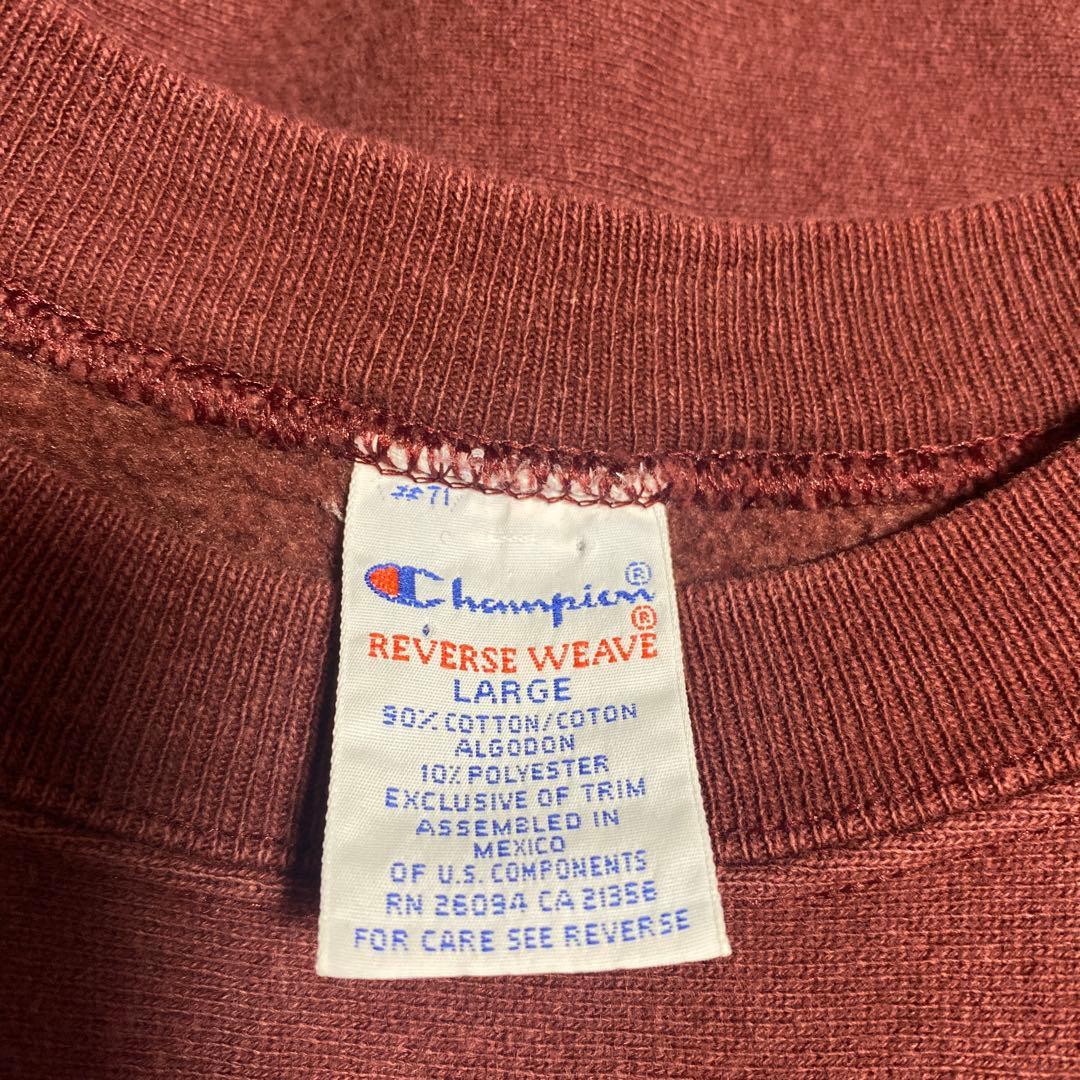 #71
Champion®
REVERSE WEAVE®
LARGE
90% COTTON/COTON
ALGODON
10% POLYESTER
EXCLUSIVE OF TRIM
ASSEMBLED IN
MEXICO
OF U.S. COMPONENTS
RN 26094 CA 21356
FOR CARE SEE REVERSE